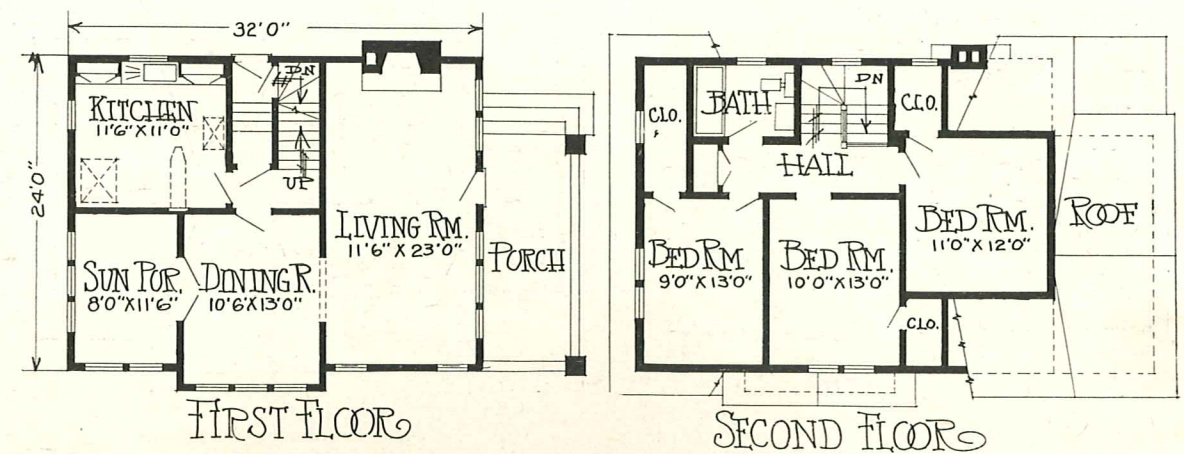 32'0"
24'0"
KITCHEN
11'6" X 11'0"
DN
UP
LIVING RM.
11'6" X 23'0"
PORCH
SUN POR.
8'0" X 11'6"
DINING R.
10'6 X 13'0"
FIRST FLOOR
CLO.
BATH
DN
CLO.
HALL
BED RM
9'0" X 13'0"
BED RM.
10'0" X 13'0"
BED RM.
11'0" X 12'0"
ROOF
CLO.
SECOND FLOOR